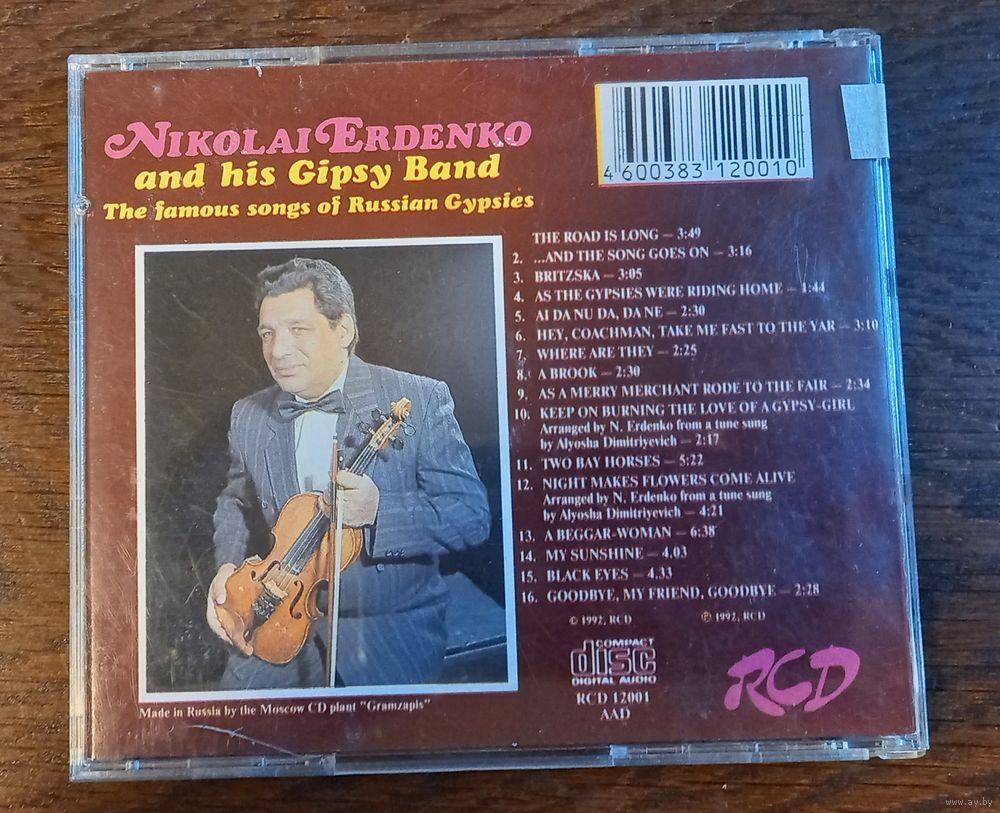 NIKOLAI ERDENKO
and his Gipsy Band
The famous songs of Russian Gypsies
4 600383 120010
THE ROAD IS LONG — 3:49
2. ...AND THE SONG GOES ON — 3:16
3. BRITZSKA — 3:05
4. AS THE GYPSIES WERE RIDING HOME — 1:44
5. AI DA NU DA, DA NE — 2:30
6. HEY, COACHMAN, TAKE ME FAST TO THE YAR — 3:10
7. WHERE ARE THEY — 2:25
8. A BROOK — 2:30
9. AS A MERRY MERCHANT RODE TO THE FAIR — 2:34
10. KEEP ON BURNING THE LOVE OF A GYPSY-GIRL
Arranged by N. Erdenko from a tune sung
by Alyosha Dimitriyevich — 2:17
11. TWO BAY HORSES — 5:22
12. NIGHT MAKES FLOWERS COME ALIVE
Arranged by N. Erdenko from a tune sung
by Alyosha Dimitriyevich — 4:21
13. A BEGGAR-WOMAN — 6:38
14. MY SUNSHINE — 4.03
15. BLACK EYES — 4.33
16. GOODBYE, MY FRIEND, GOODBYE — 2:28
© 1992, RCD ℗ 1992, RCD
COMPACT
disc
DIGITAL AUDIO
RCD 12001
AAD
RCD
Made in Russia by the Moscow CD plant "Gramzapis"
www.ay.by